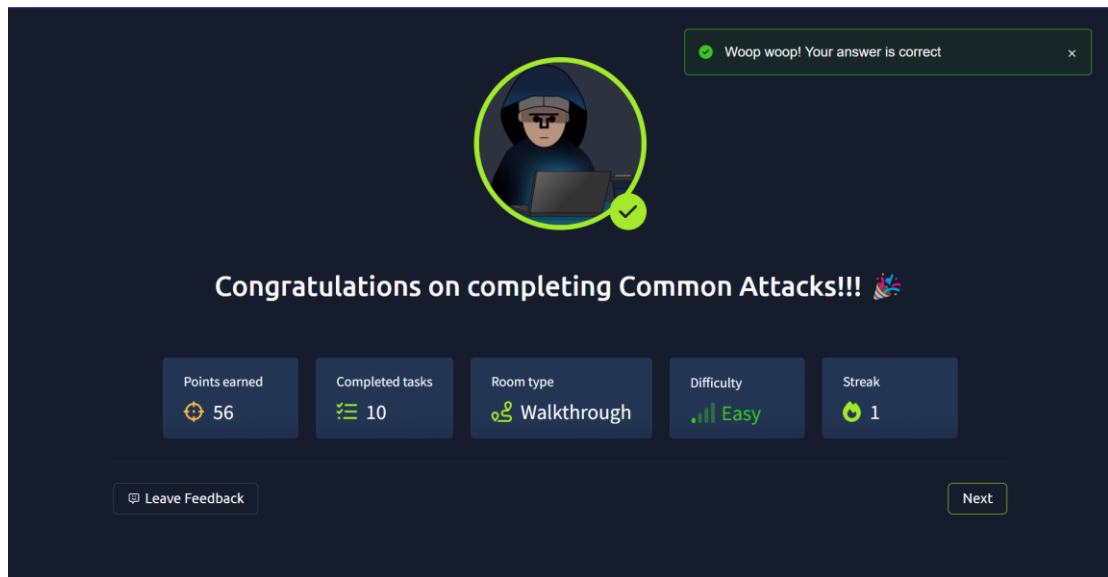 Woop woop! Your answer is correct
Congratulations on completing Common Attacks!!! 🎉
Points earned
56
Completed tasks
10
Room type
Walkthrough
Difficulty
Easy
Streak
1
Leave Feedback
Next